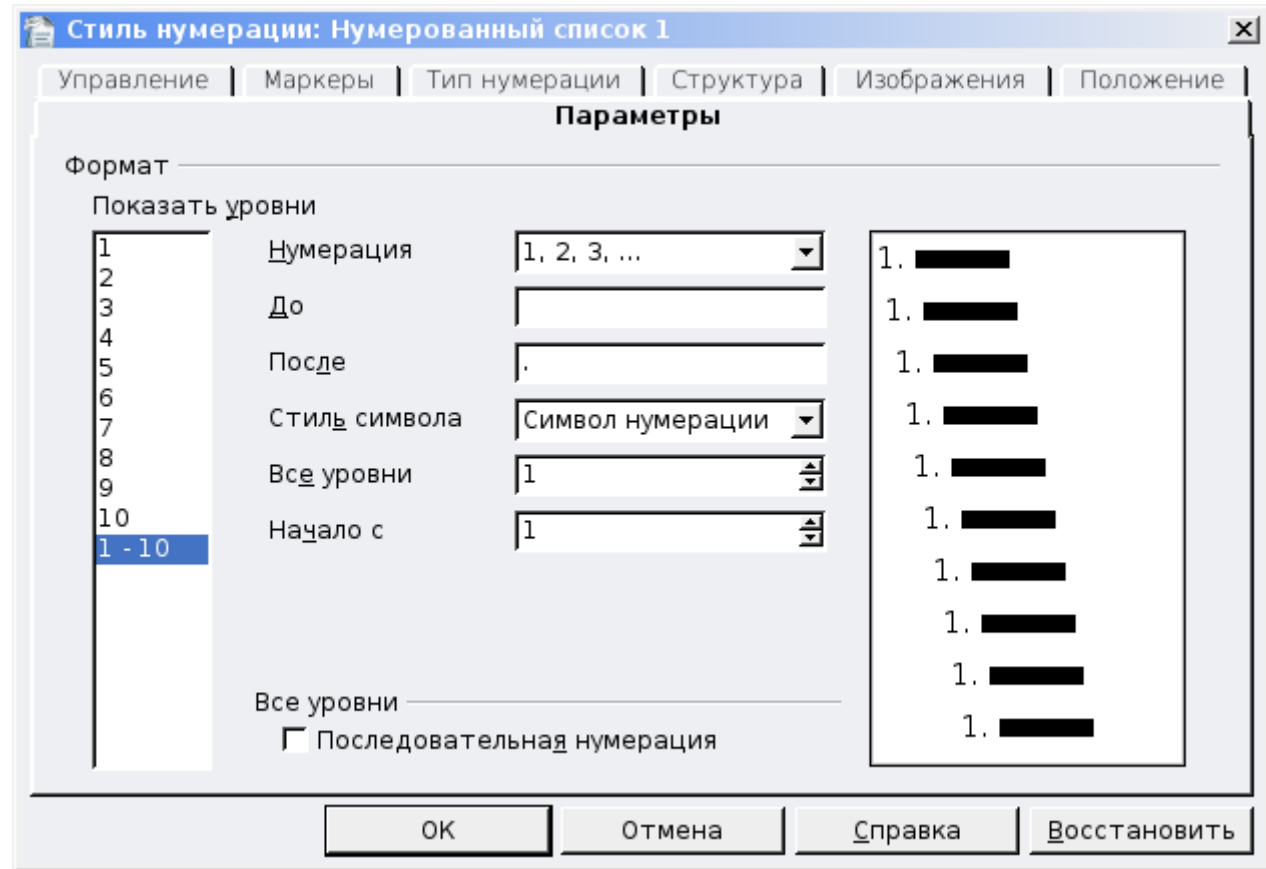 Стиль нумерации: Нумерованный список 1
Управление Маркеры Тип нумерации Структура Изображения Положение
Параметры
Формат
Показать уровни
1
2
3
4
5
6
7
8
9
10
1 - 10
Нумерация 1, 2, 3, ...
До
После .
Стиль символа Символ нумерации
Все уровни 1
Начало с 1
Все уровни
Последовательная нумерация
1.
1.
1.
1.
1.
1.
1.
1.
1.
1.
ОК Отмена Справка Восстановить